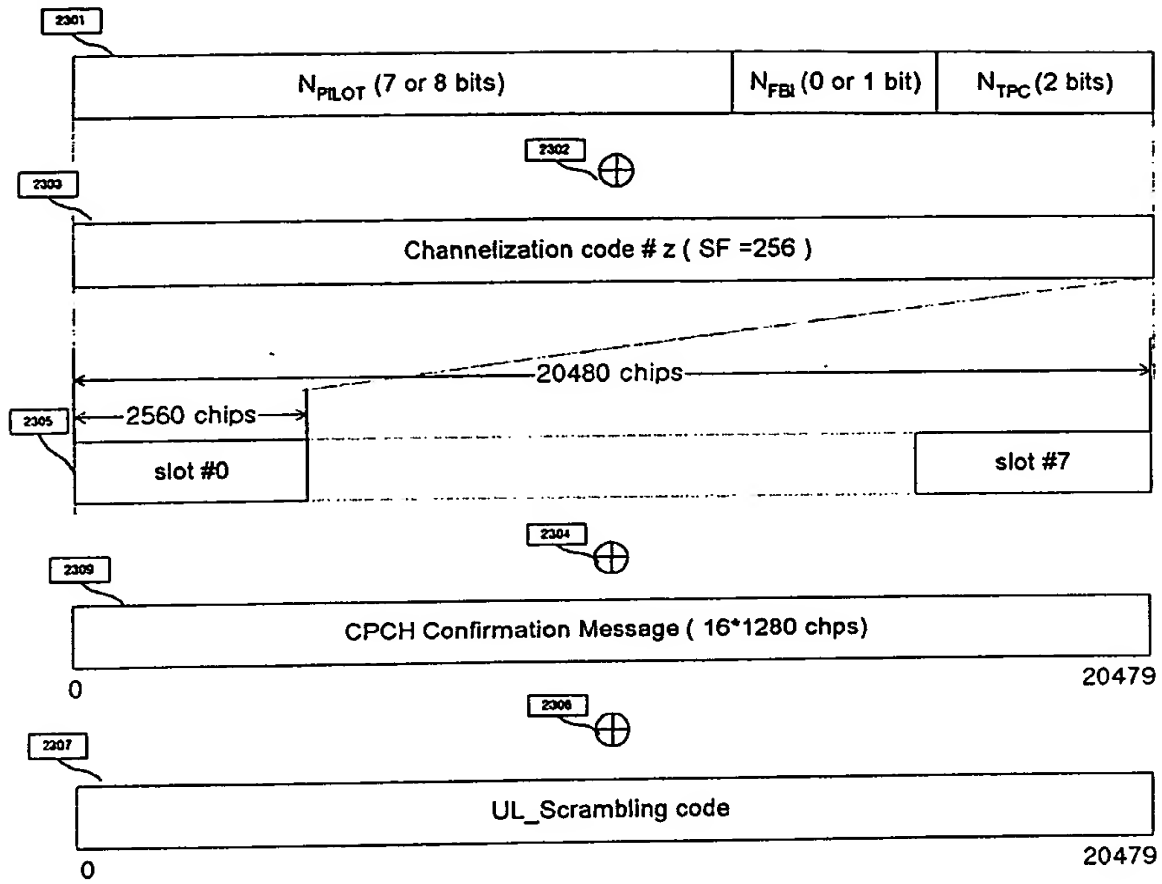 2301
N_PILOT (7 or 8 bits) N_FBI (0 or 1 bit) N_TPC (2 bits)
2302
2303
Channelization code # z ( SF =256 )
20480 chips
2560 chips
2305
slot #0 slot #7
2304
2309
CPCH Confirmation Message ( 16*1280 chps)
0 20479
2306
2307
UL_Scrambling code
0 20479